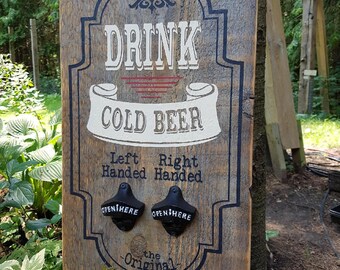 DRINK
COLD BEER
Left Right
Handed Handed
OPEN HERE OPEN HERE
the
Original